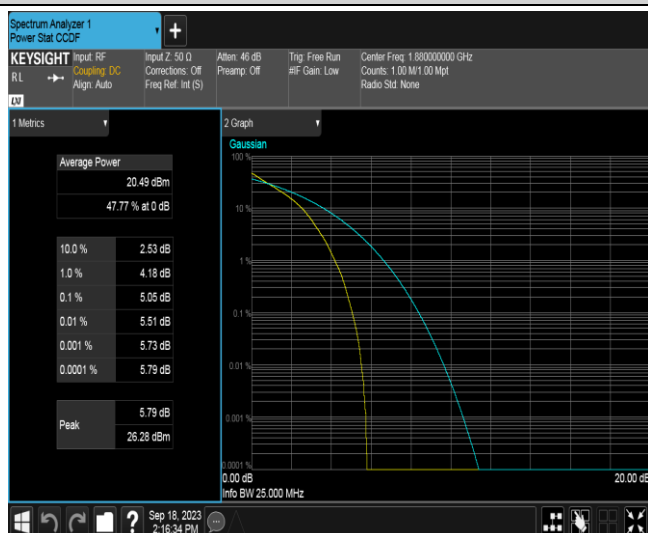 Spectrum Analyzer 1
Power Stat CCDF
+
KEYSIGHT
RL
LXI
Input: RF
Coupling: DC
Align: Auto
Input Z: 50 Ω
Corrections: Off
Freq Ref: Int (S)
Atten: 46 dB
Preamp: Off
Trig: Free Run
#IF Gain: Low
Center Freq: 1.880000000 GHz
Counts: 1.00 M/1.00 Mpt
Radio Std: None
1 Metrics
Average Power
20.49 dBm
47.77 % at 0 dB
10.0 % 2.53 dB
1.0 % 4.18 dB
0.1 % 5.05 dB
0.01 % 5.51 dB
0.001 % 5.73 dB
0.0001 % 5.79 dB
Peak
5.79 dB
26.28 dBm
2 Graph
Gaussian
100 %
10 %
1 %
0.1 %
0.01 %
0.001 %
0.0001 %
0.00 dB
20.00 dB
Info BW 25.000 MHz
?
Sep 18, 2023
2:16:34 PM